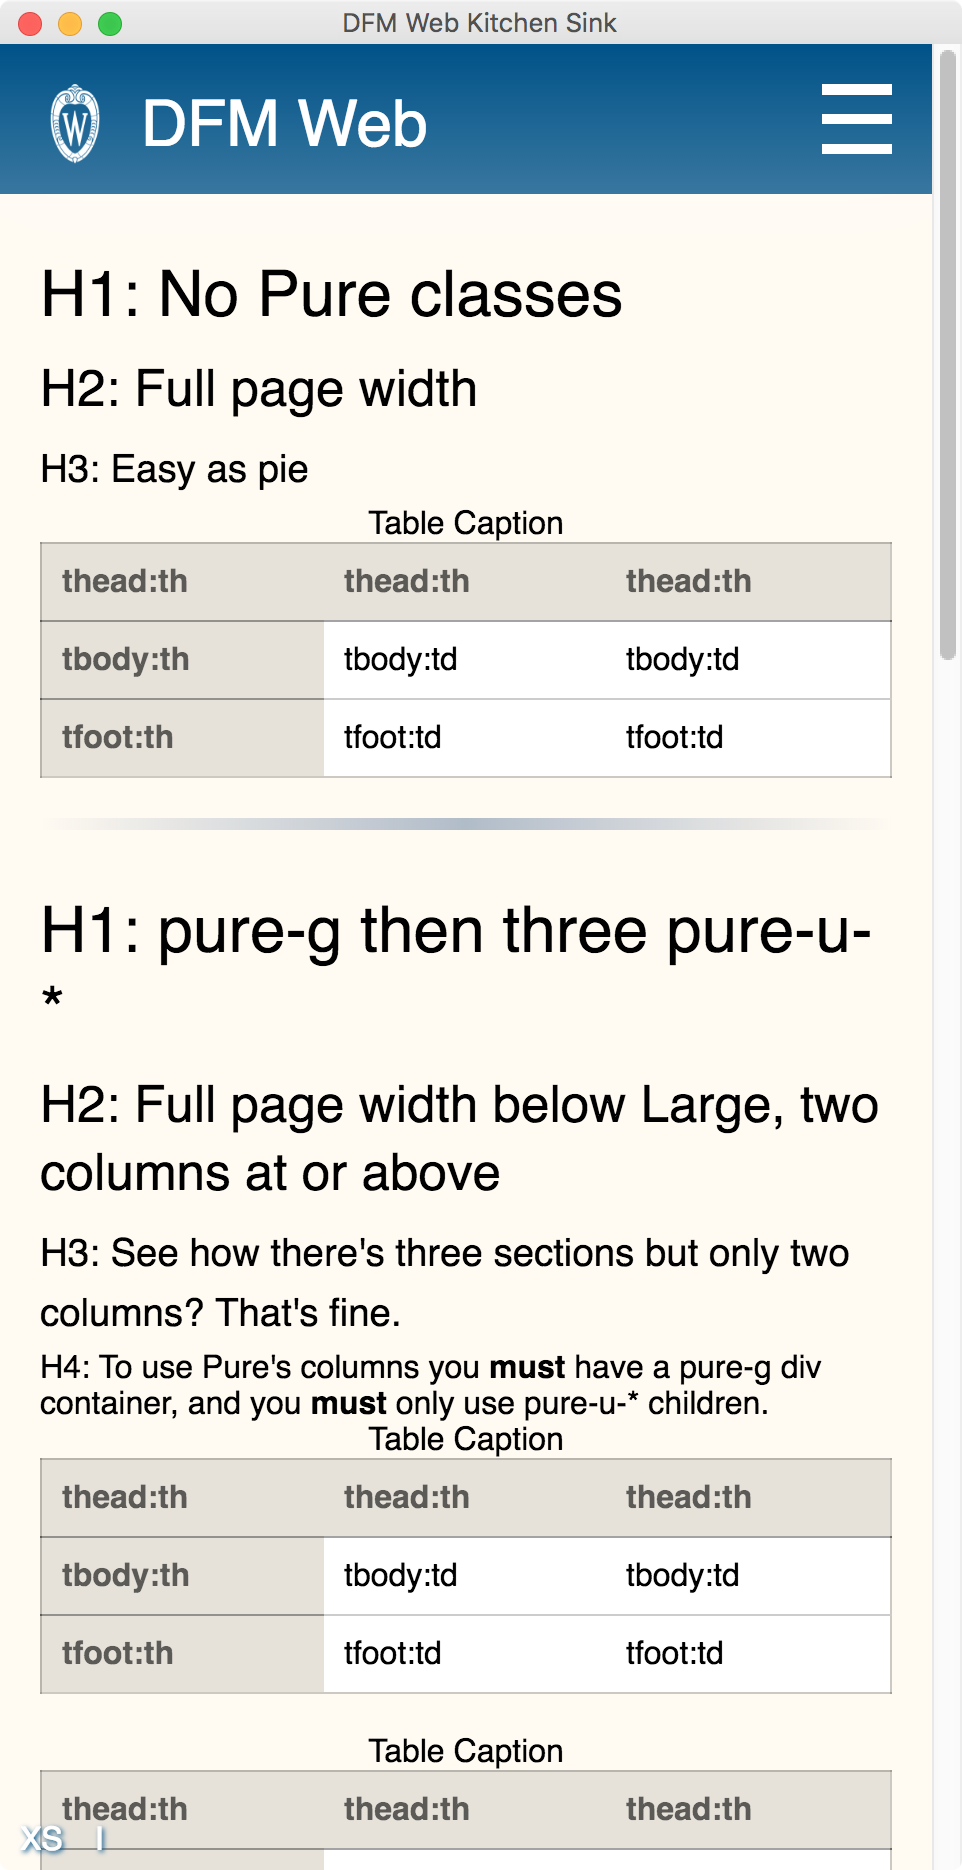 DFM Web Kitchen Sink
W DFM Web
H1: No Pure classes
H2: Full page width
H3: Easy as pie
Table Caption
thead:th thead:th thead:th
tbody:th tbody:td tbody:td
tfoot:th tfoot:td tfoot:td
H1: pure-g then three pure-u-
*
H2: Full page width below Large, two
columns at or above
H3: See how there's three sections but only two
columns? That's fine.
H4: To use Pure's columns you must have a pure-g div
container, and you must only use pure-u-* children.
Table Caption
thead:th thead:th thead:th
tbody:th tbody:td tbody:td
tfoot:th tfoot:td tfoot:td
Table Caption
thead:th thead:th thead:th
XS |